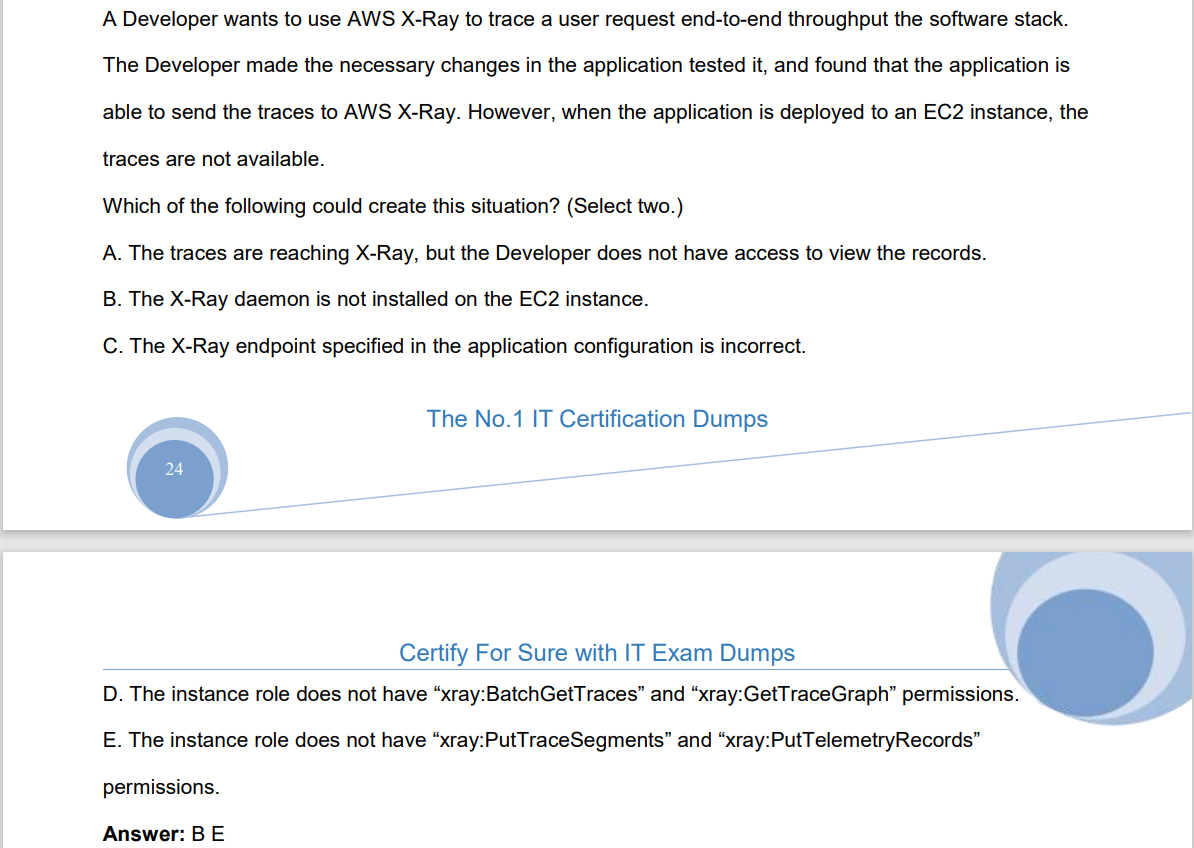 A Developer wants to use AWS X-Ray to trace a user request end-to-end throughput the software stack.
The Developer made the necessary changes in the application tested it, and found that the application is
able to send the traces to AWS X-Ray. However, when the application is deployed to an EC2 instance, the
traces are not available.
Which of the following could create this situation? (Select two.)
A. The traces are reaching X-Ray, but the Developer does not have access to view the records.
B. The X-Ray daemon is not installed on the EC2 instance.
C. The X-Ray endpoint specified in the application configuration is incorrect.
The No.1 IT Certification Dumps
24
Certify For Sure with IT Exam Dumps
D. The instance role does not have “xray:BatchGetTraces” and “xray:GetTraceGraph” permissions.
E. The instance role does not have “xray:PutTraceSegments” and “xray:PutTelemetryRecords”
permissions.
Answer: B E